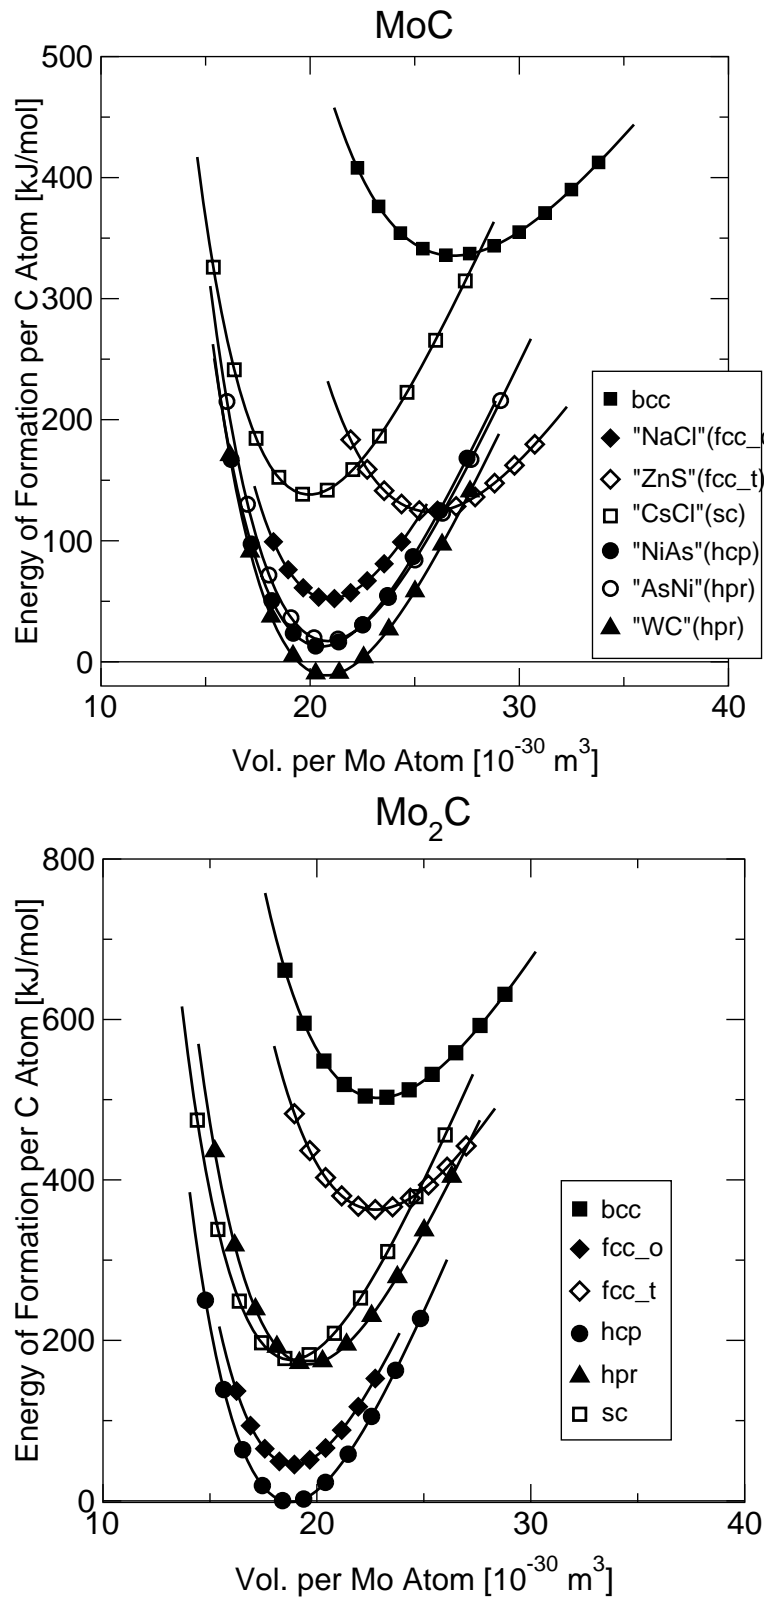 MoC
500
400
300
200
100
0
10
20
30
40
Energy of Formation per C Atom [kJ/mol]
Vol. per Mo Atom [10⁻³⁰ m³]
bcc
"NaCl"(fcc_o
"ZnS"(fcc_t)
"CsCl"(sc)
"NiAs"(hcp)
"AsNi"(hpr)
"WC"(hpr)
Mo₂C
800
600
400
200
0
10
20
30
40
Energy of Formation per C Atom [kJ/mol]
Vol. per Mo Atom [10⁻³⁰ m³]
bcc
fcc_o
fcc_t
hcp
hpr
sc